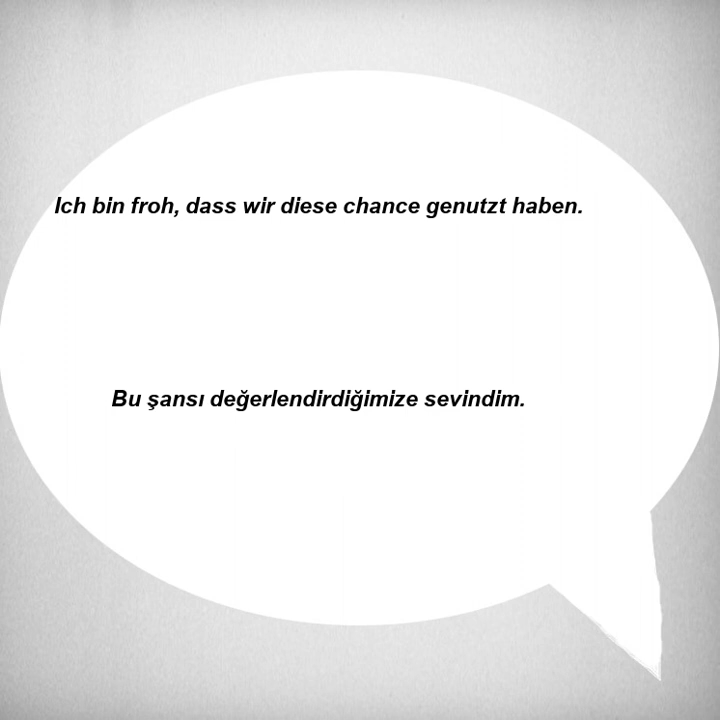 Ich bin froh, dass wir diese chance genutzt haben.
Bu şansı değerlendirdiğimize sevindim.